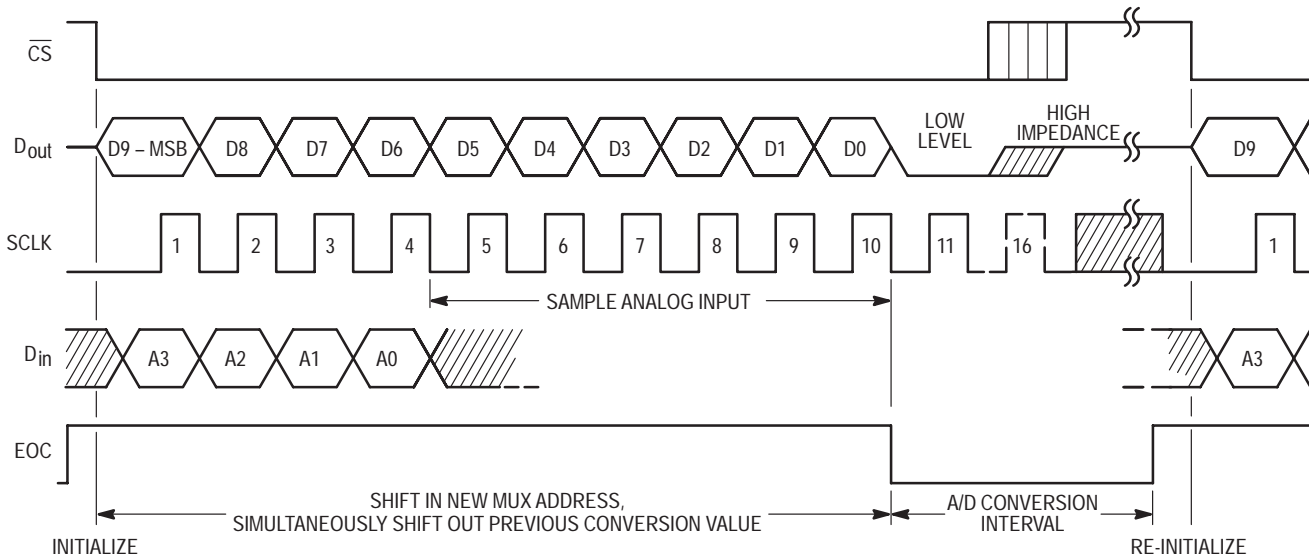 CS
Dout
D9 – MSB D8 D7 D6 D5 D4 D3 D2 D1 D0
LOW
LEVEL
HIGH
IMPEDANCE
D9
SCLK
1 2 3 4 5 6 7 8 9 10 11 16 1
SAMPLE ANALOG INPUT
Din
A3 A2 A1 A0 A3
EOC
SHIFT IN NEW MUX ADDRESS,
SIMULTANEOUSLY SHIFT OUT PREVIOUS CONVERSION VALUE
A/D CONVERSION
INTERVAL
INITIALIZE
RE-INITIALIZE